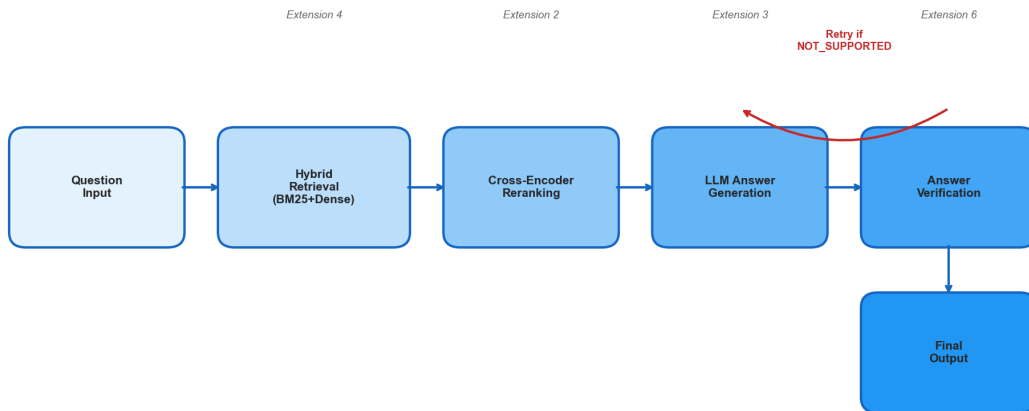 Extension 4
Extension 2
Extension 3
Extension 6
Retry if
NOT_SUPPORTED
Question
Input
Hybrid
Retrieval
(BM25+Dense)
Cross-Encoder
Reranking
LLM Answer
Generation
Answer
Verification
Final
Output